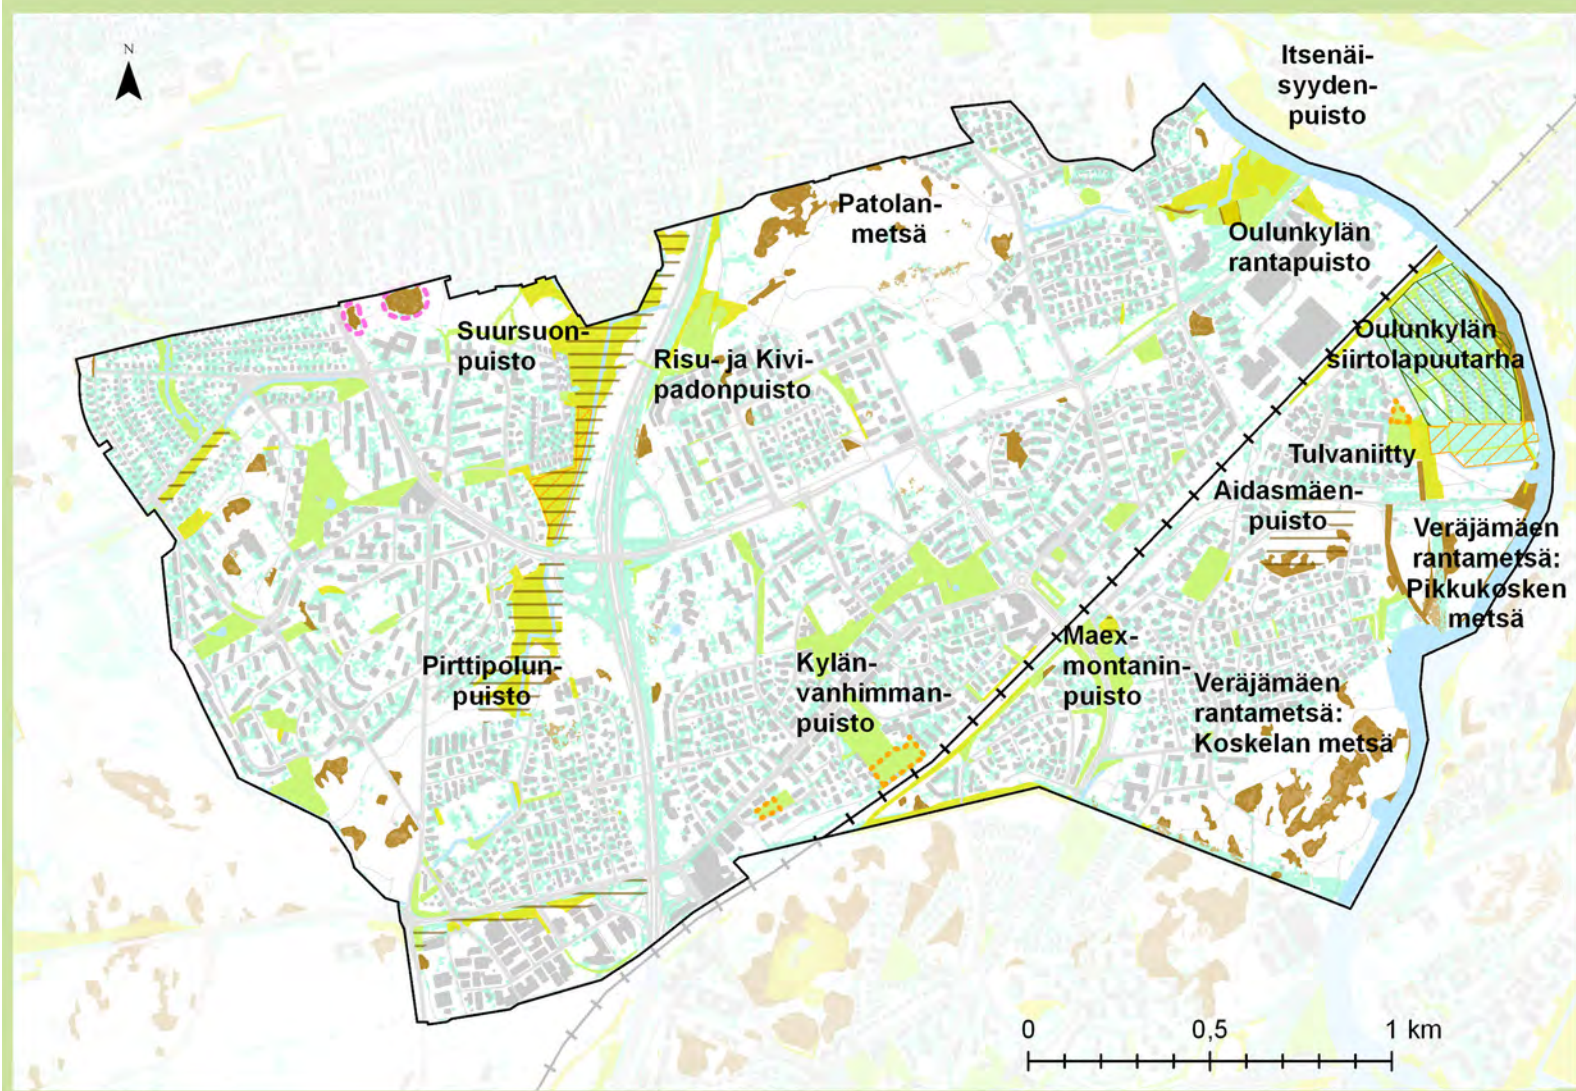 N
Itsenäi-
syyden-
puisto
Patolan-
metsä
Oulunkylän
rantapuisto
Suursuon-
puisto
Risu- ja Kivi-
padonpuisto
Oulunkylän
siirtolapuutarha
Tulvaniitty
Aidasmäen-
puisto
Veräjämäen
rantametsä:
Pikkukosken
metsä
Pirttipolun-
puisto
Kylän-
vanhimman-
puisto
Maex-
montanin-
puisto
Veräjämäen
rantametsä:
Koskelan metsä
0 0,5 1 km